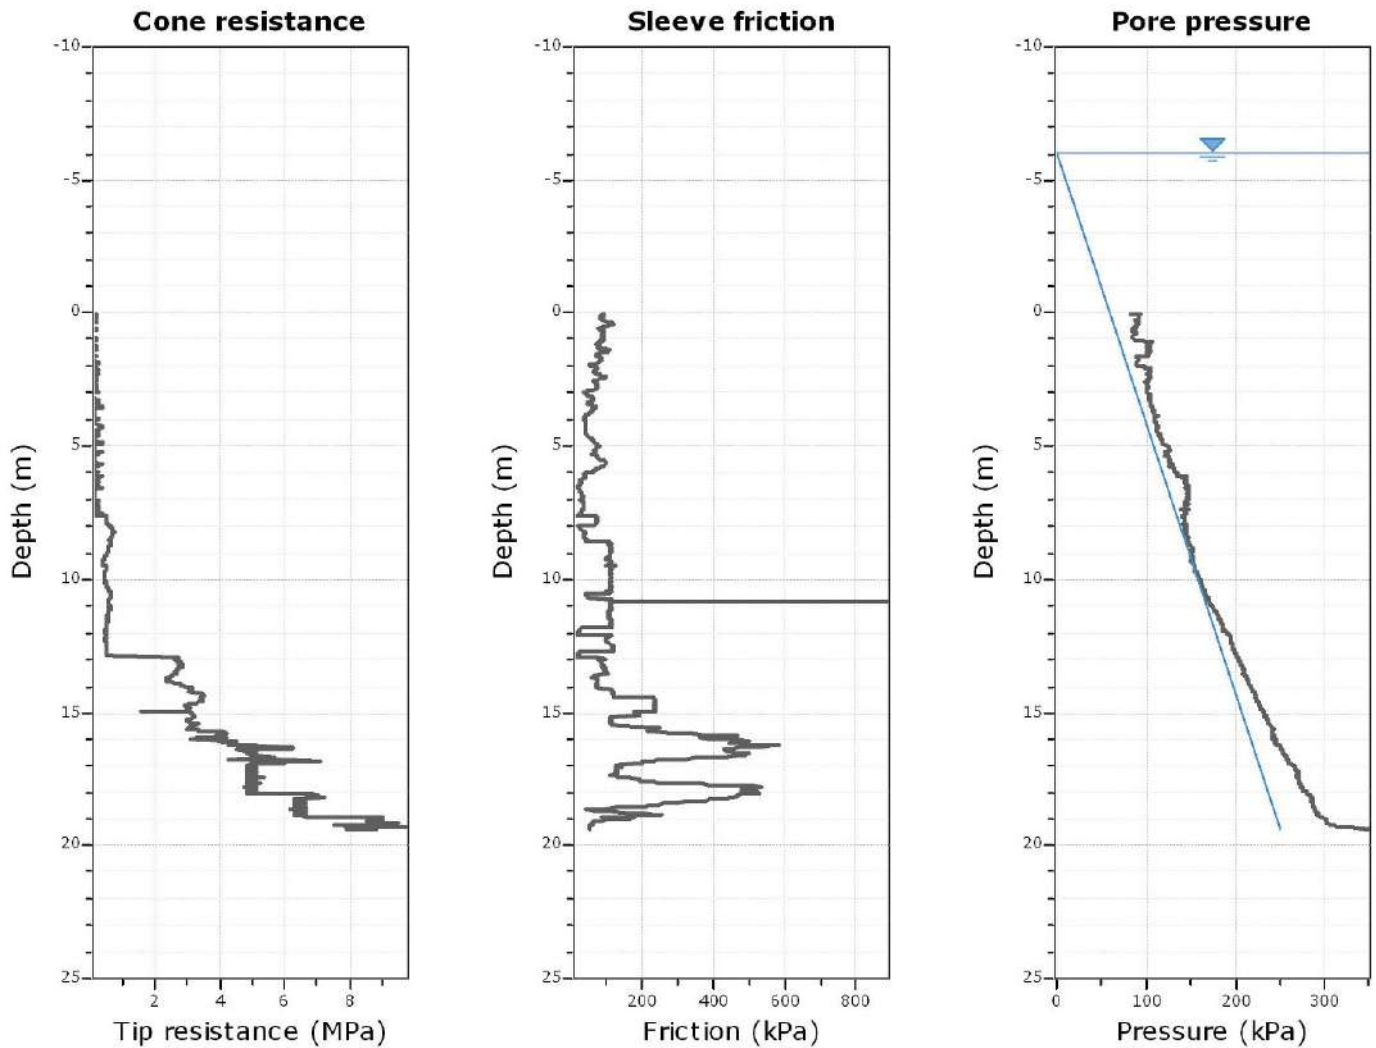 Cone resistance
-10
-5
0
5
10
15
20
25
Depth (m)
2 4 6 8
Tip resistance (MPa)
Sleeve friction
-10
-5
0
5
10
15
20
25
Depth (m)
200 400 600 800
Friction (kPa)
Pore pressure
-10
-5
0
5
10
15
20
25
Depth (m)
0 100 200 300
Pressure (kPa)